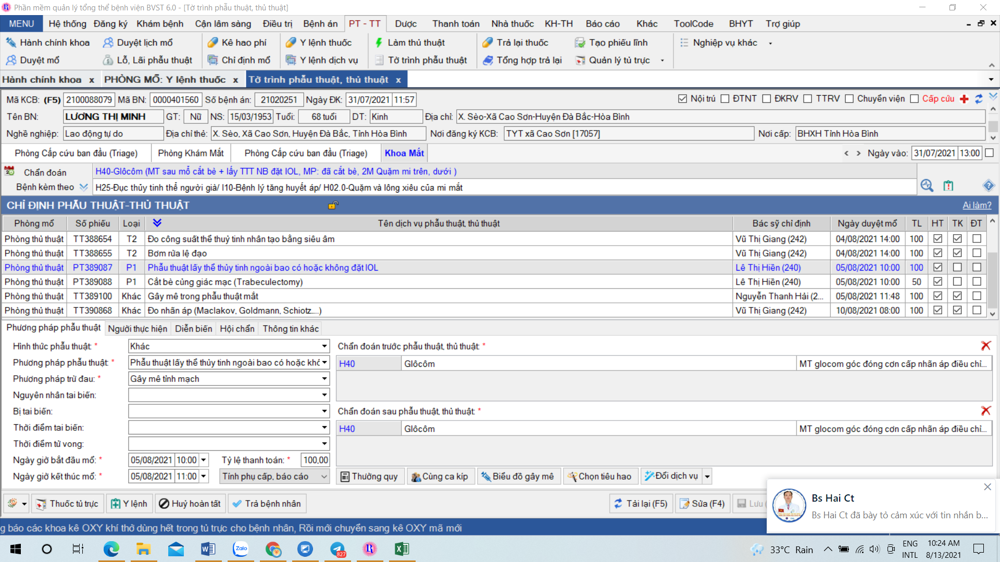 Phần mềm quản lý tổng thể bệnh viện BVST 6.0 - [Tờ trình phẫu thuật, thủ thuật]
MENU Hệ thống Đăng ký Khám bệnh Cận lâm sàng Điều trị Bệnh án PT - TT Dược Thanh toán Nhà thuốc KH-TH Báo cáo Khác ToolCode BHYT Trợ giúp
Hành chính khoa Duyệt lịch mổ Kê hao phí Y lệnh thuốc Làm thủ thuật Trả lại thuốc Tạo phiếu lĩnh Nghiệp vụ khác
Duyệt mổ Lỗ, Lãi phẫu thuật Chỉ định mổ Y lệnh dịch vụ Tờ trình phẫu thuật Tổng hợp trả lại Quản lý tủ trực
Hành chính khoa x PHÒNG MỔ: Y lệnh thuốc x Tờ trình phẫu thuật, thủ thuật x
Mã KCB: (F5) 2100088079 Mã BN: 0000401560 Số bệnh án: 21020251 Ngày ĐK: 31/07/2021 11:57 Nội trú ĐTNT ĐKRV TTRV Chuyển viện Cấp cứu
Tên BN: LƯƠNG THỊ MINH GT: Nữ NS: 15/03/1953 Tuổi: 68 tuổi DT: Kinh Địa chỉ: X. Sèo-Xã Cao Sơn-Huyện Đà Bắc-Hòa Bình
Nghề nghiệp: Lao động tự do Địa chỉ thẻ: X. Sèo, Xã Cao Sơn, Huyện Đà Bắc, Tỉnh Hòa Bình Nơi đăng ký KCB: TYT xã Cao Sơn [17057] Nơi cấp: BHXH Tỉnh Hòa Bình
Phòng Cấp cứu ban đầu (Triage) Phòng Khám Mắt Phòng Cấp cứu ban đầu (Triage) Khoa Mắt < > Ngày vào: 31/07/2021 13:00
Chẩn đoán H40-Glôcôm (MT sau mổ cắt bè + lấy TTT NB đặt IOL, MP: đã cắt bè, 2M Quặm mi trên, dưới )
Bệnh kèm theo H25-Đục thủy tinh thể người già/ I10-Bệnh lý tăng huyết áp/ H02.0-Quặm và lông xiêu của mi mắt
CHỈ ĐỊNH PHẪU THUẬT-THỦ THUẬT Ai làm?
Phòng mổ Số phiếu Loại Tên dịch vụ phẫu thuật, thủ thuật Bác sỹ chỉ định Ngày duyệt mổ TL HT TK ĐT
Phòng thủ thuật TT388654 T2 Đo công suất thể thuỷ tinh nhân tạo bằng siêu âm Vũ Thị Giang (242) 04/08/2021 14:00 100
Phòng thủ thuật TT388655 T2 Bơm rửa lệ đạo Vũ Thị Giang (242) 04/08/2021 14:00 100
Phòng thủ thuật PT389087 P1 Phẫu thuật lấy thể thủy tinh ngoài bao có hoặc không đặt IOL Lê Thị Hiền (240) 05/08/2021 10:00 100
Phòng thủ thuật PT389088 P1 Cắt bè củng giác mạc (Trabeculectomy) Lê Thị Hiền (240) 05/08/2021 10:00 50
Phòng thủ thuật TT389100 Khác Gây mê trong phẫu thuật mắt Nguyễn Thanh Hải (2... 05/08/2021 11:48 100
Phòng thủ thuật TT390868 Khác Đo nhãn áp (Maclakov, Goldmann, Schiotz.....) Vũ Thị Giang (242) 10/08/2021 08:00 100
Phương pháp phẫu thuật Người thực hiện Diễn biến Hội chẩn Thông tin khác
Hình thức phẫu thuật: * Khác Chẩn đoán trước phẫu thuật, thủ thuật: *
Phương pháp phẫu thuật: * Phẫu thuật lấy thể thủy tinh ngoài bao có hoặc khô H40 Glôcôm MT glocom góc đóng cơn cấp nhãn áp điều chỉ...
Phương pháp trừ đau: * Gây mê tĩnh mạch
Nguyên nhân tai biến:
Bị tai biến: Chẩn đoán sau phẫu thuật, thủ thuật: *
Thời điểm tai biến: H40 Glôcôm MT glocom góc đóng cơn cấp nhãn áp điều chỉ...
Thời điểm tử vong:
Ngày giờ bắt đầu mổ: * 05/08/2021 10:00 Tỷ lệ thanh toán: * 100,00
Ngày giờ kết thúc mổ: * 05/08/2021 11:00 Tính phụ cấp, báo cáo Thường quy Cùng ca kíp Biểu đồ gây mê Chọn tiêu hao Đổi dịch vụ
Bs Hai Ct
Bs Hai Ct đã bày tỏ cảm xúc với tin nhắn b...
Thuốc tủ trực Y lệnh Huỷ hoàn tất Trả bệnh nhân Tải lại (F5) Sửa (F4) Lưu (
g báo các khoa kê OXY khí thở dùng hết trong tủ trực cho bệnh nhân, Rồi mới chuyển sang kê OXY mã mới
Zalo 827 33°C Rain ENG INTL 10:24 AM 8/13/2021